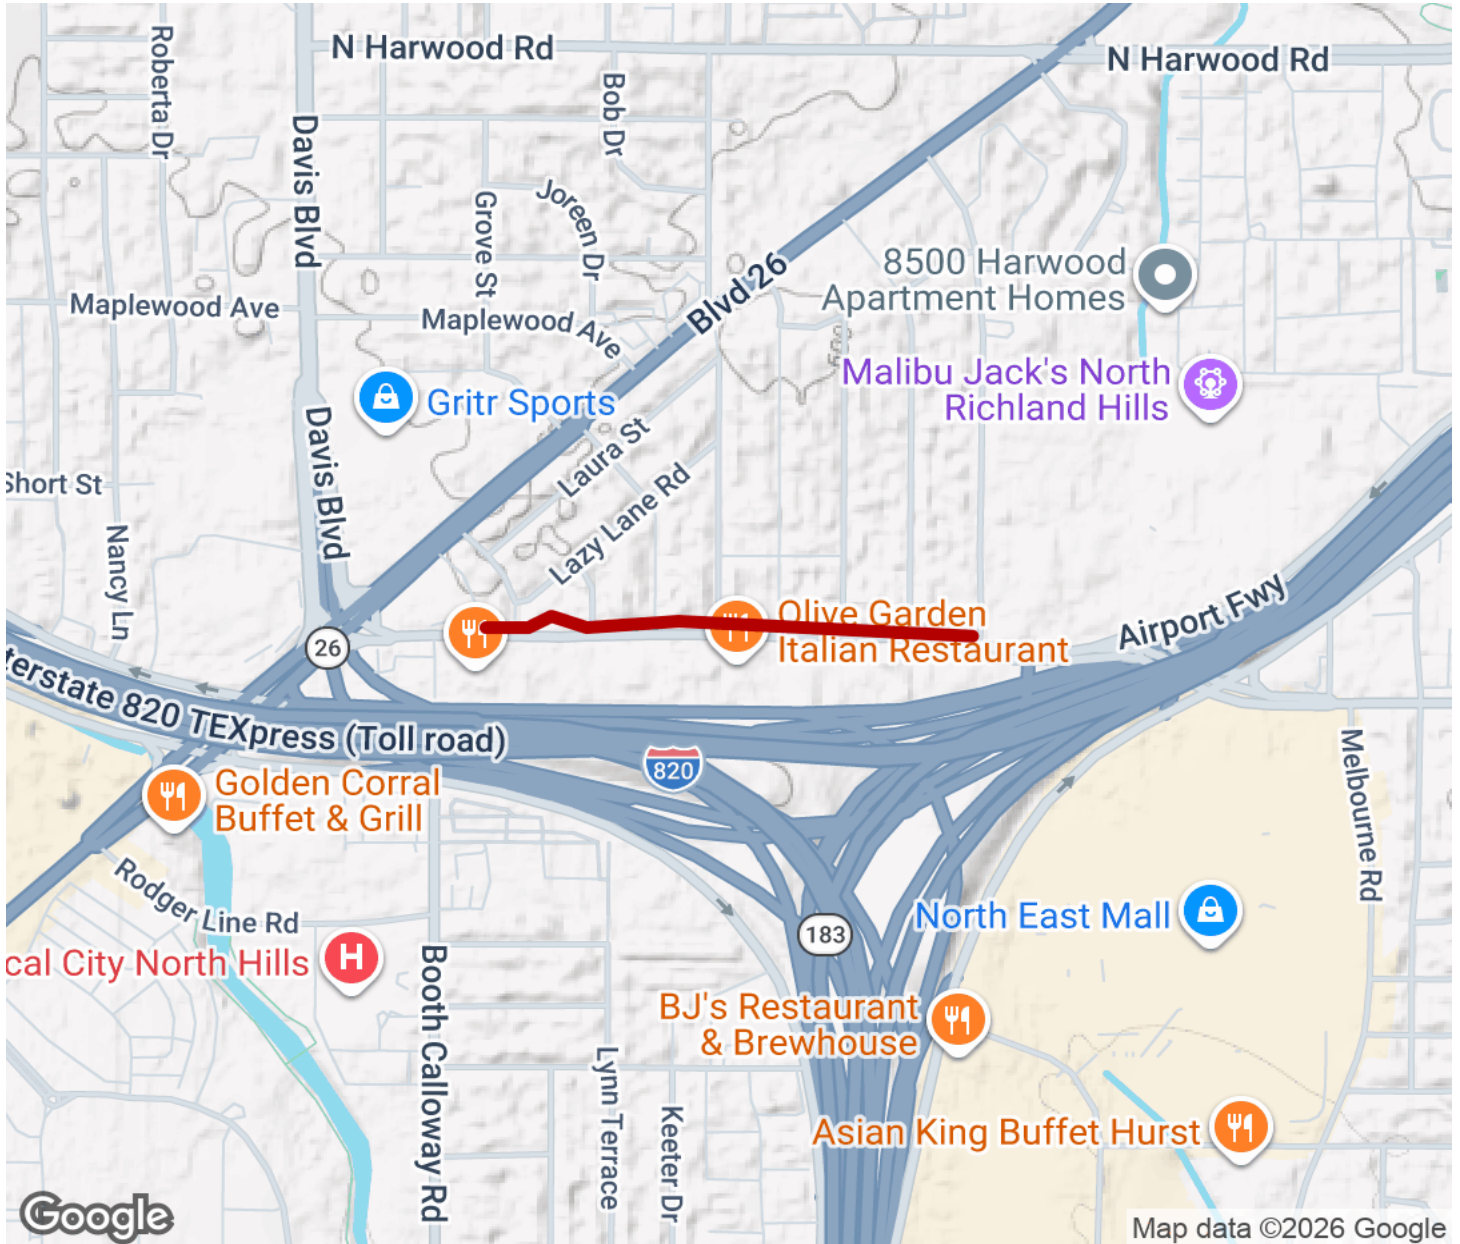 N Harwood Rd
N Harwood Rd
Roberta Dr
Bob Dr
Davis Blvd
Joreen Dr
Grove St
Blvd 26
8500 Harwood
Apartment Homes
Maplewood Ave
Maplewood Ave
Malibu Jack's North
Richland Hills
Gritr Sports
Davis Blvd
Laura St
Lazy Lane Rd
Short St
Nancy Ln
Olive Garden
Italian Restaurant
Airport Fwy
26
terstate 820 TEXpress (Toll road)
820
Golden Corral
Buffet & Grill
Melbourne Rd
Rodger Line Rd
North East Mall
183
cal City North Hills
H
Booth Calloway Rd
BJ's Restaurant
& Brewhouse
Lynn Terrace
Keeter Dr
Asian King Buffet Hurst
Google
Map data ©2026 Google